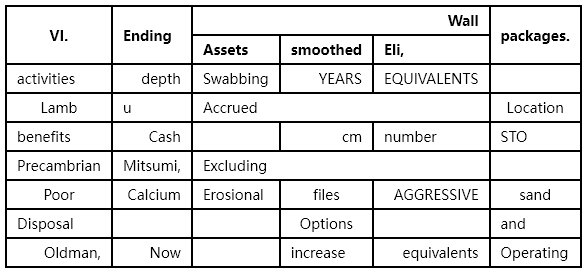 VI. Ending Wall packages.
Assets smoothed Eli,
activities depth Swabbing YEARS EQUIVALENTS
Lamb u Accrued Location
benefits Cash cm number STO
Precambrian Mitsumi, Excluding
Poor Calcium Erosional files AGGRESSIVE sand
Disposal Options and
Oldman, Now increase equivalents Operating